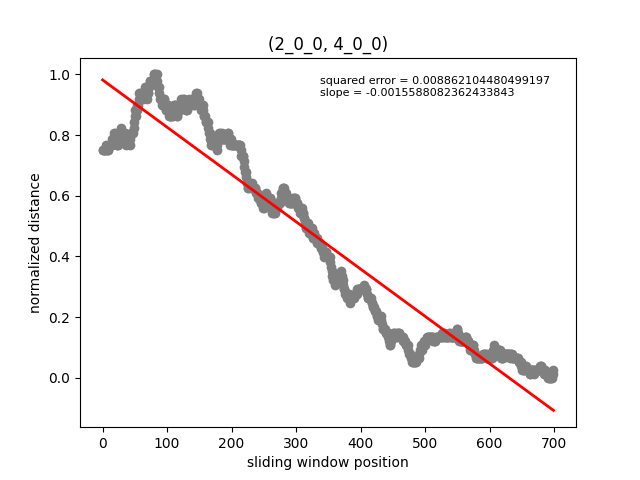 (2_0_0, 4_0_0)
squared error = 0.008862104480499197
slope = -0.0015588082362433843
1.0
0.8
0.6
0.4
0.2
0.0
normalized distance
0 100 200 300 400 500 600 700
sliding window position